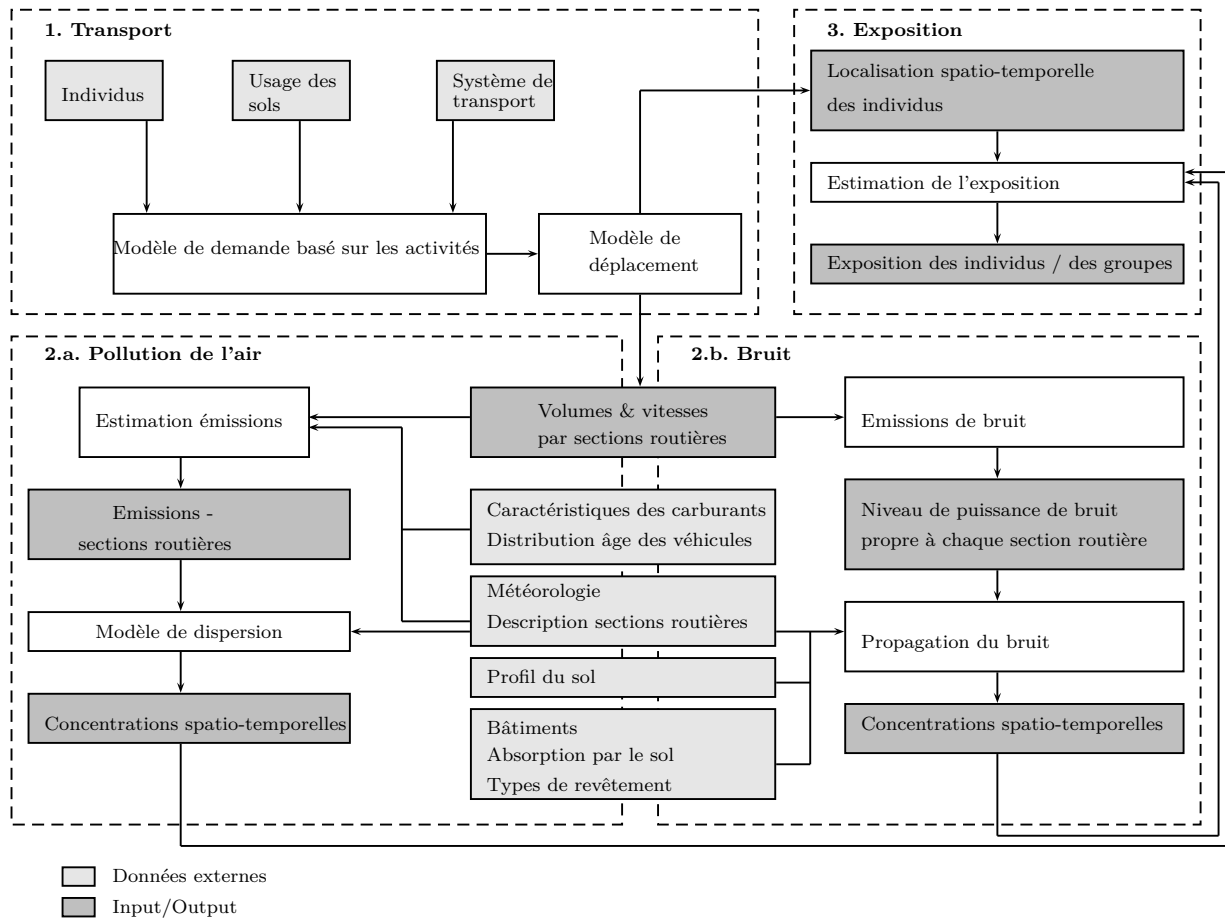 1. Transport
Individus
Usage des
sols
Système de
transport
Modèle de demande basé sur les activités
Modèle de
déplacement
3. Exposition
Localisation spatio-temporelle
des individus
Estimation de l'exposition
Exposition des individus / des groupes
2.a. Pollution de l'air
Estimation émissions
Emissions -
sections routières
Modèle de dispersion
Concentrations spatio-temporelles
Volumes & vitesses
par sections routières
Caractéristiques des carburants
Distribution âge des véhicules
Météorologie
Description sections routières
Profil du sol
Bâtiments
Absorption par le sol
Types de revêtement
2.b. Bruit
Emissions de bruit
Niveau de puissance de bruit
propre à chaque section routière
Propagation du bruit
Concentrations spatio-temporelles
Données externes
Input/Output